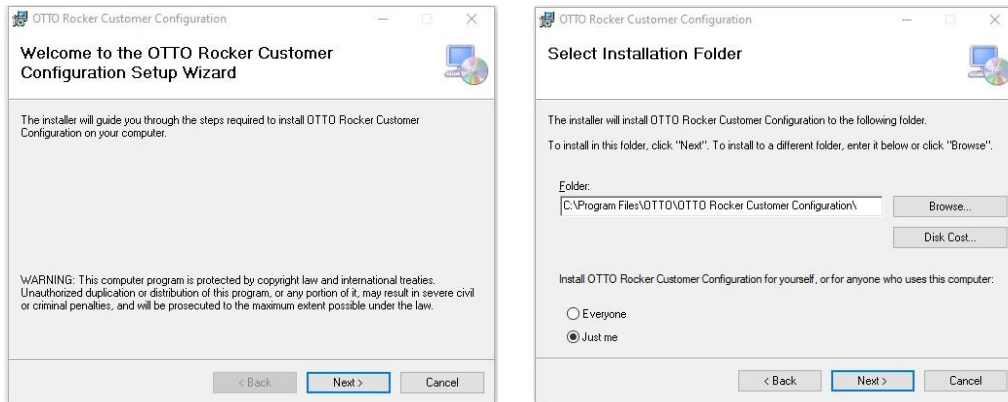 OTTO Rocker Customer Configuration
Welcome to the OTTO Rocker Customer
Configuration Setup Wizard
The installer will guide you through the steps required to install OTTO Rocker Customer
Configuration on your computer.
WARNING: This computer program is protected by copyright law and international treaties.
Unauthorized duplication or distribution of this program, or any portion of it, may result in severe civil
or criminal penalties, and will be prosecuted to the maximum extent possible under the law.
< Back
Next >
Cancel
OTTO Rocker Customer Configuration
Select Installation Folder
The installer will install OTTO Rocker Customer Configuration to the following folder.
To install in this folder, click "Next". To install to a different folder, enter it below or click "Browse".
Folder:
C:\Program Files\OTTO\OTTO Rocker Customer Configuration\
Browse...
Disk Cost...
Install OTTO Rocker Customer Configuration for yourself, or for anyone who uses this computer:
Everyone
Just me
< Back
Next >
Cancel